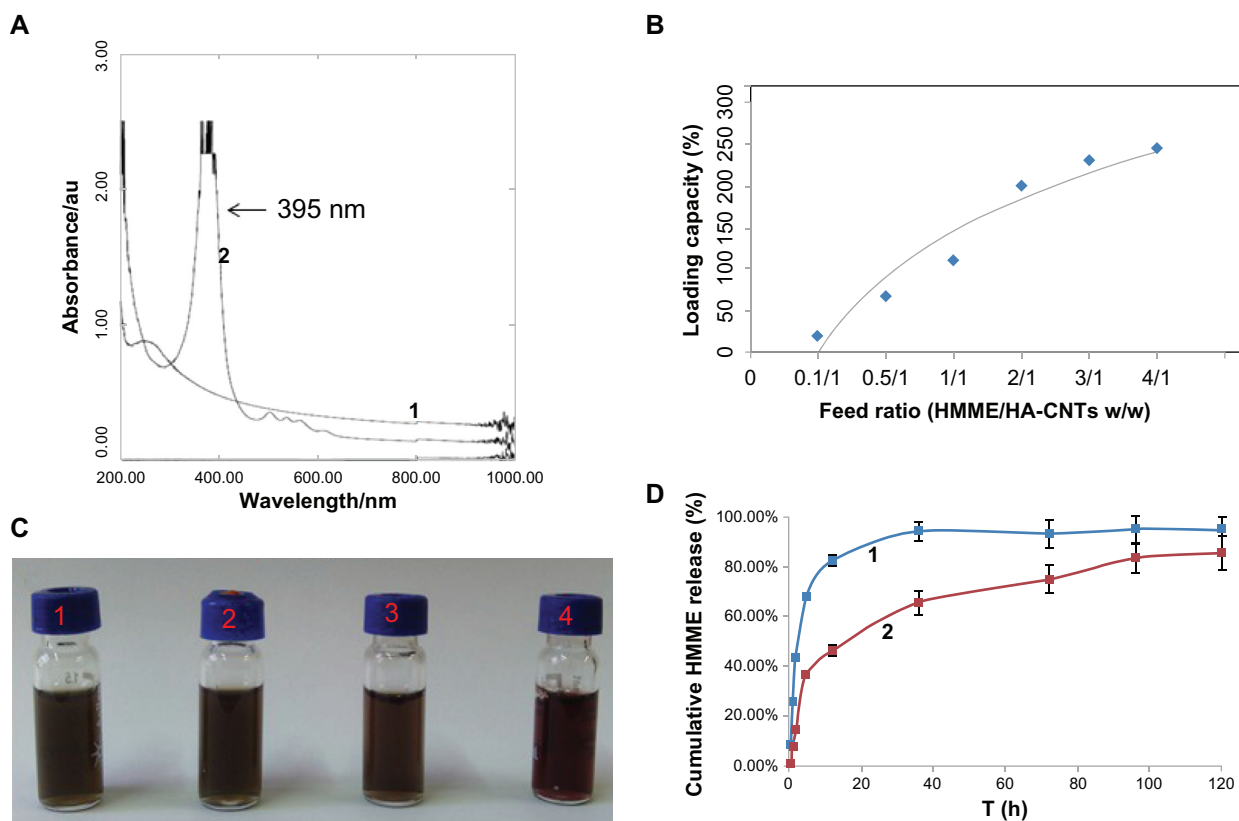 A
3.00
2.00
1.00
0.00
Absorbance/au
395 nm
2
1
200.00 400.00 600.00 800.00 1000.00
Wavelength/nm
B
300
250
200
150
100
50
0
Loading capacity (%)
0 0.1/1 0.5/1 1/1 2/1 3/1 4/1
Feed ratio (HMME/HA-CNTs w/w)
C
1 2 3 4
1.5
D
100.00%
80.00%
60.00%
40.00%
20.00%
0.00%
Cumulative HMME release (%)
1
2
0 20 40 60 80 100 120
T (h)